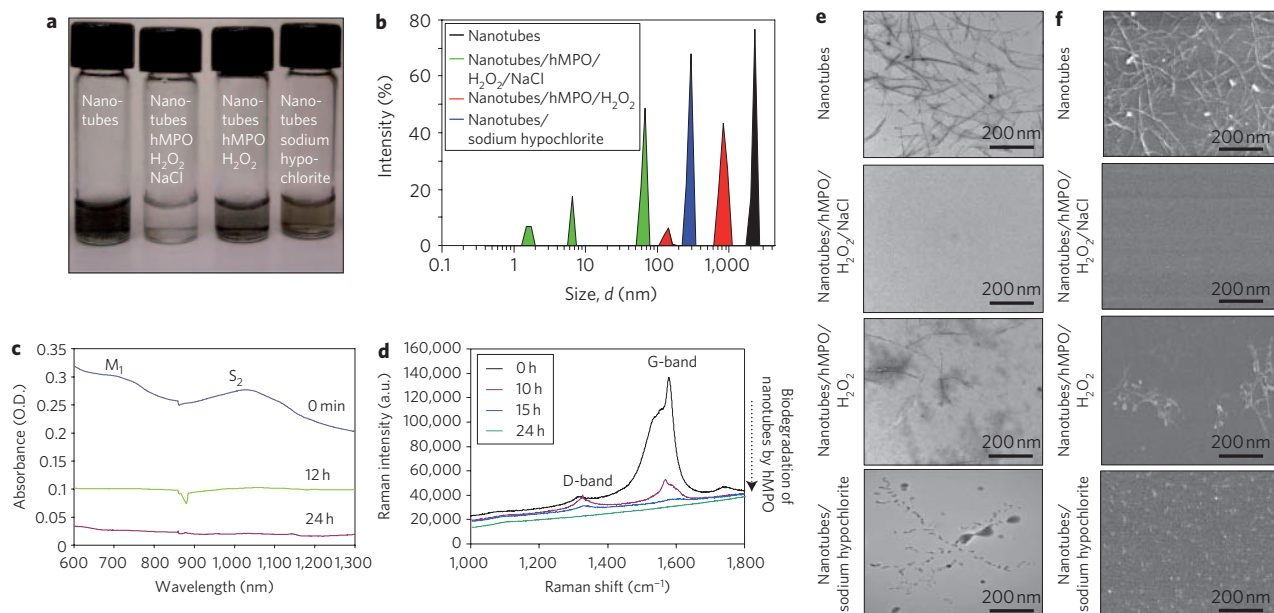 a
Nano-
tubes
Nano-
tubes
hMPO
H₂O₂
NaCl
Nano-
tubes
hMPO
H₂O₂
Nano-
tubes
sodium
hypo-
chlorite
b
80
60
40
20
0
Intensity (%)
Nanotubes
Nanotubes/hMPO/
H₂O₂/NaCl
Nanotubes/hMPO/H₂O₂
Nanotubes/
sodium hypochlorite
0.1 1 10 100 1,000
Size, d (nm)
c
0.35
0.3
0.25
0.2
0.15
0.1
0.05
0
Absorbance (O.D.)
M₁
S₂
0 min
12 h
24 h
600 700 800 900 1,000 1,100 1,200 1,300
Wavelength (nm)
d
160,000
140,000
120,000
100,000
80,000
60,000
40,000
20,000
0
Raman intensity (a.u.)
0 h
10 h
15 h
24 h
G-band
D-band
Biodegradation of
nanotubes by hMPO
1,000 1,200 1,400 1,600 1,800
Raman shift (cm⁻¹)
e
Nanotubes
200 nm
Nanotubes/hMPO/
H₂O₂/NaCl
200 nm
Nanotubes/hMPO/
H₂O₂
200 nm
Nanotubes/
sodium hypochlorite
200 nm
f
Nanotubes
200 nm
Nanotubes/hMPO/
H₂O₂/NaCl
200 nm
Nanotubes/hMPO/
H₂O₂
200 nm
Nanotubes/
sodium hypochlorite
200 nm